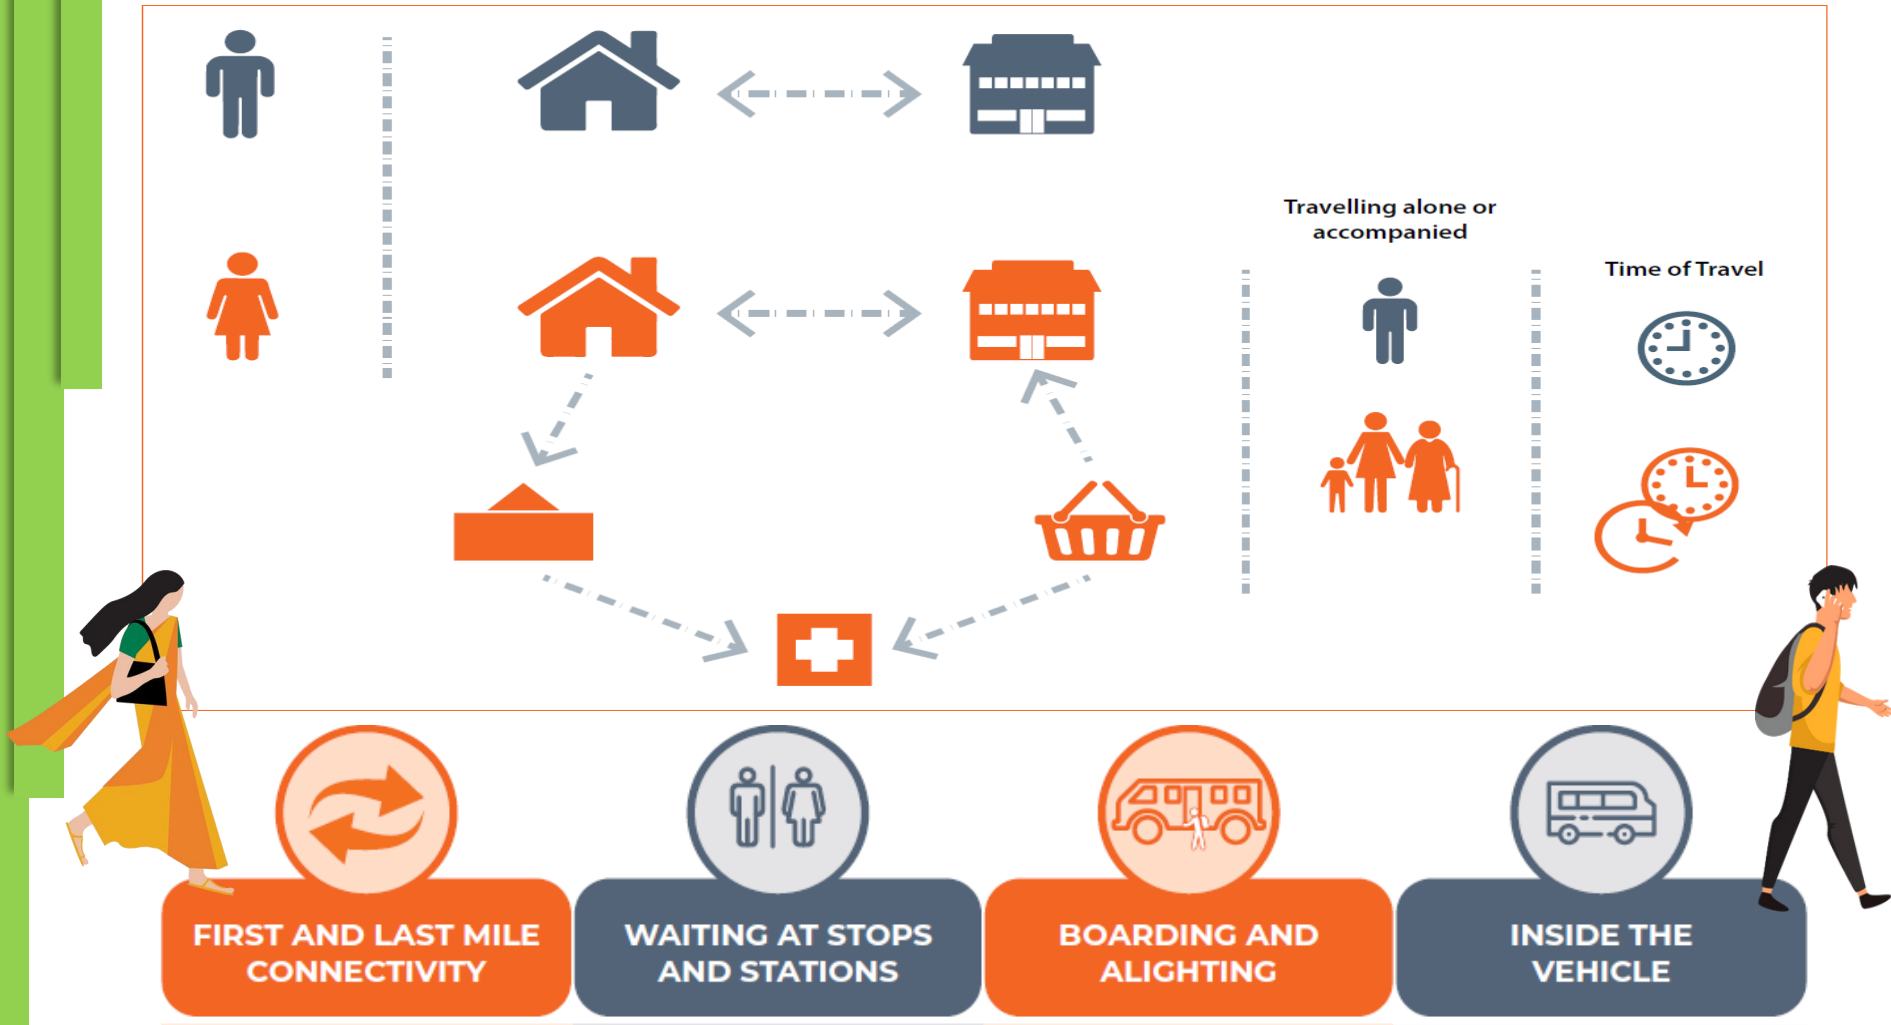 Travelling alone or
accompanied
Time of Travel
FIRST AND LAST MILE
CONNECTIVITY
WAITING AT STOPS
AND STATIONS
BOARDING AND
ALIGHTING
INSIDE THE
VEHICLE